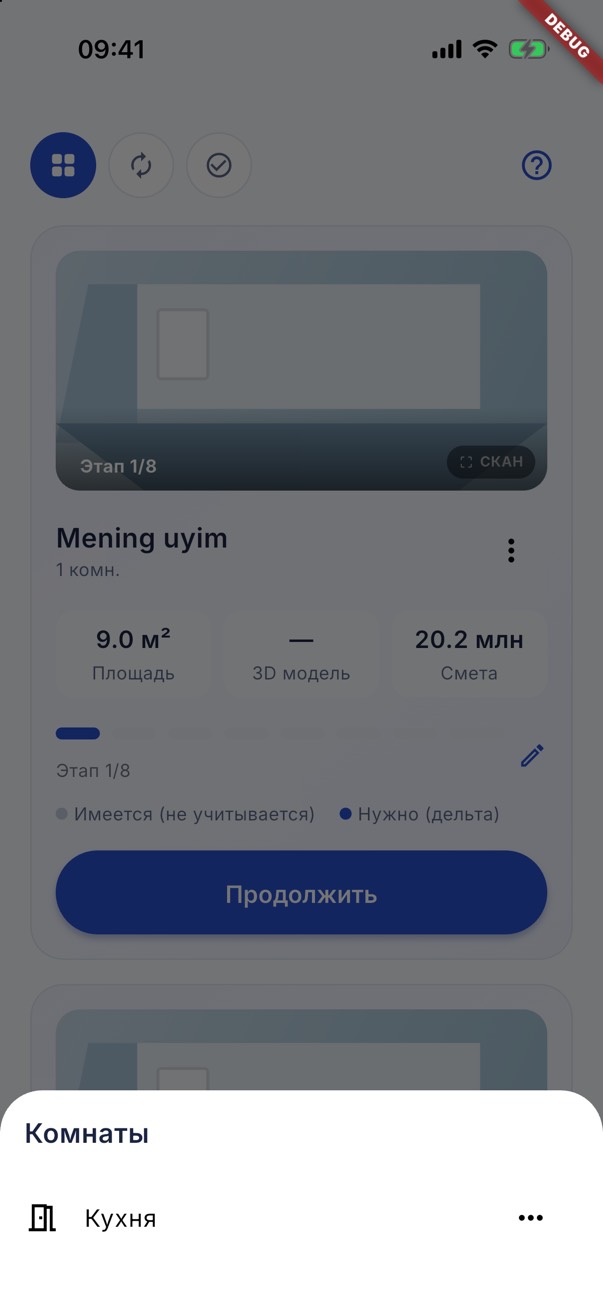 09:41
DEBUG
Этап 1/8
СКАН
Mening uyim
1 комн.
9.0 м² — 20.2 млн
Площадь 3D модель Смета
Этап 1/8
Имеется (не учитывается) Нужно (дельта)
Продолжить
Комнаты
Кухня